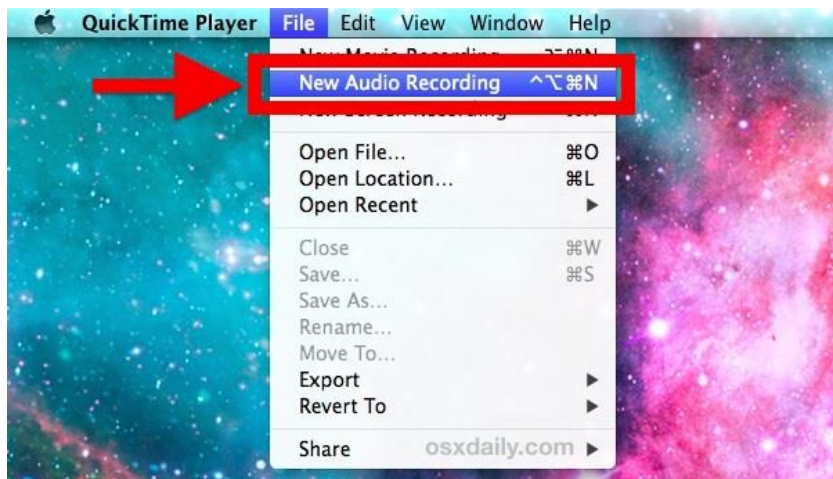 QuickTime Player File Edit View Window Help
New Audio Recording ⌃⌥⌘N
Open File... ⌘O
Open Location... ⌘L
Open Recent ▶
Close ⌘W
Save... ⌘S
Save As...
Rename...
Move To...
Export ▶
Revert To ▶
Share ▶
osxdaily.com